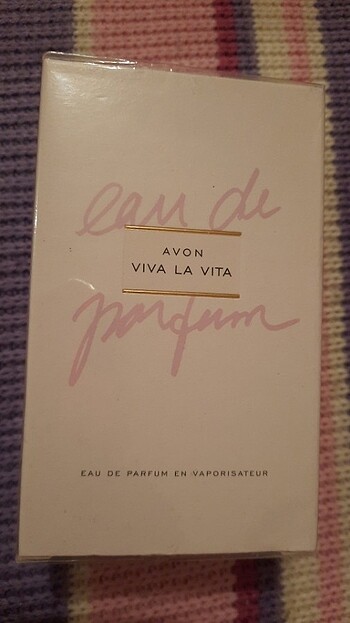 eau de
AVON
VIVA LA VITA
parfum
EAU DE PARFUM EN VAPORISATEUR